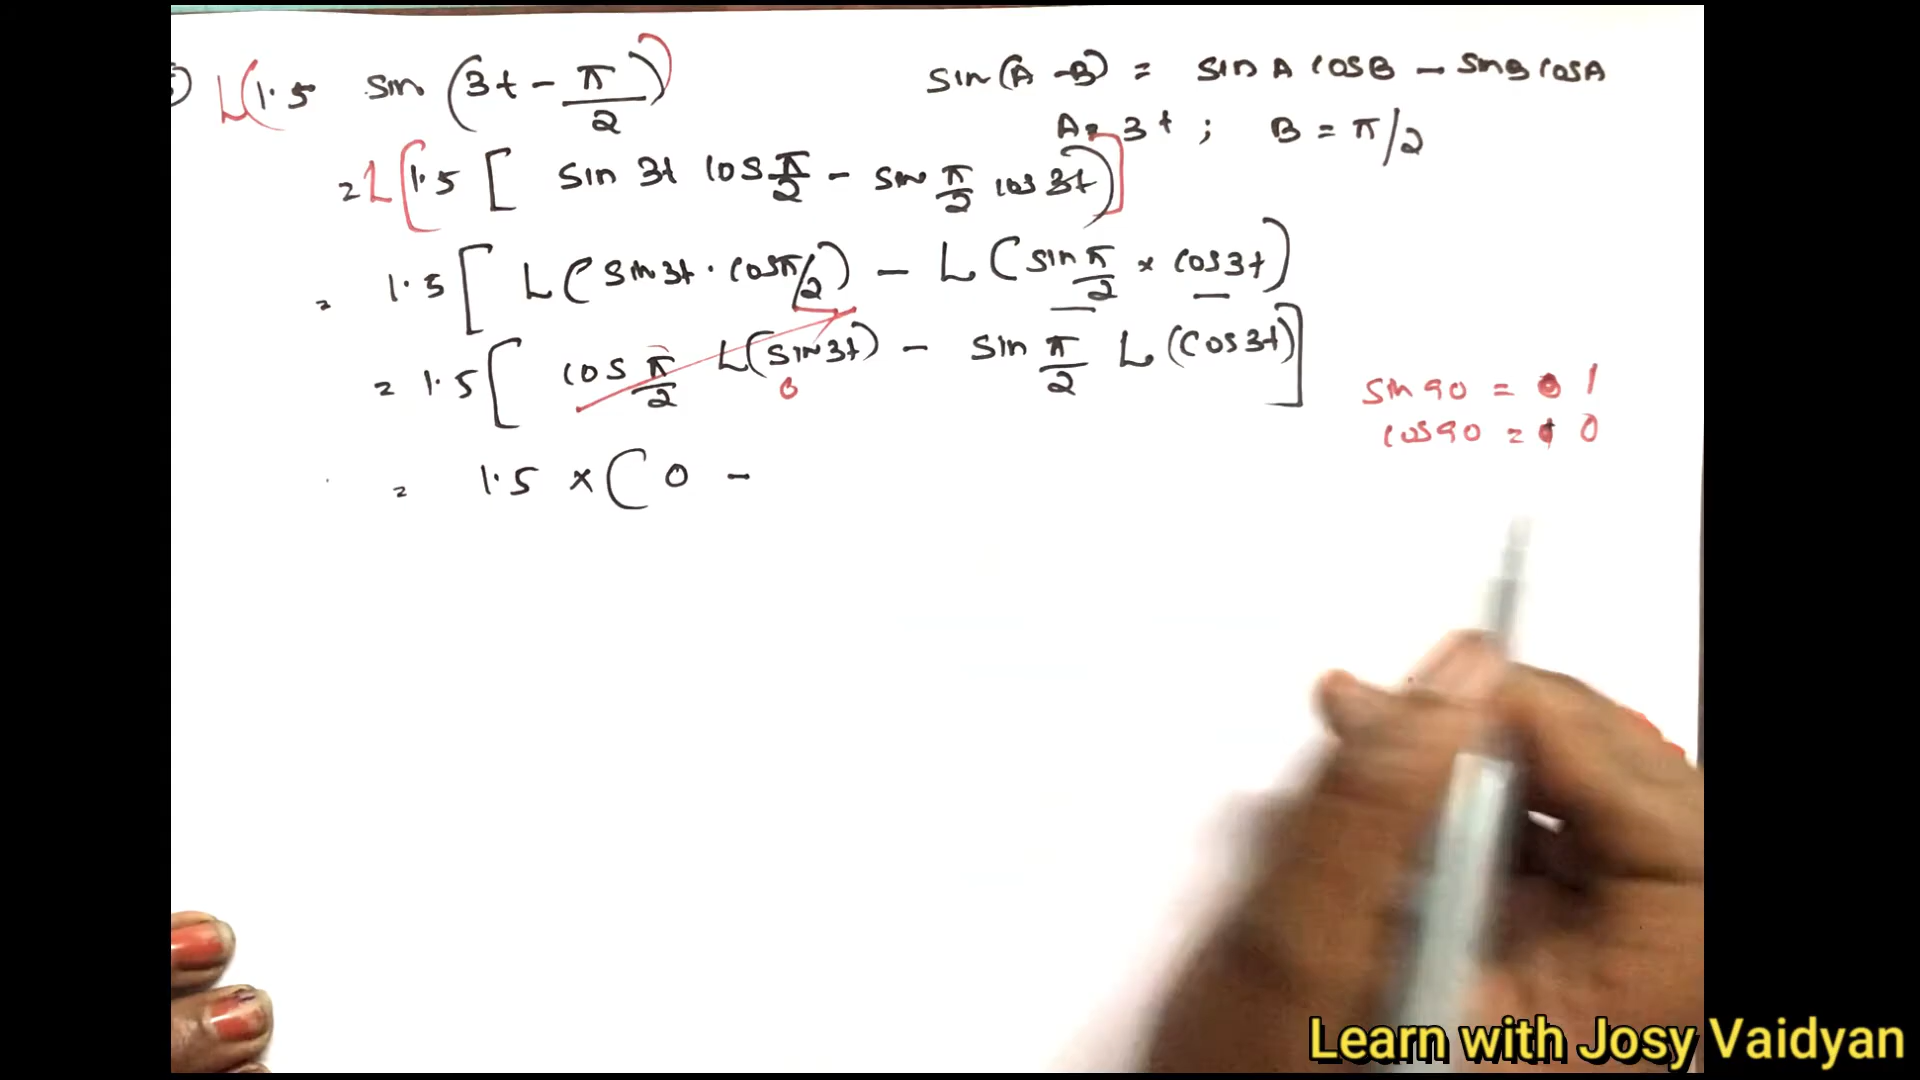 L(1.5 sin (3t - π/2))
sin(A - B) = sin A cos B - sin B cos A
A = 3t ; B = π/2
= L[1.5 [ sin 3t cos π/2 - sin π/2 cos 3t)]
= 1.5 [ L(sin 3t . cos π/2) - L(sin π/2 × cos 3t)
= 1.5 [ cos π/2 L(sin 3t) - sin π/2 L(cos 3t)]
0
sin 90 = 1
cos 90 = 0
= 1.5 × ( 0 -
Learn with Josy Vaidyan